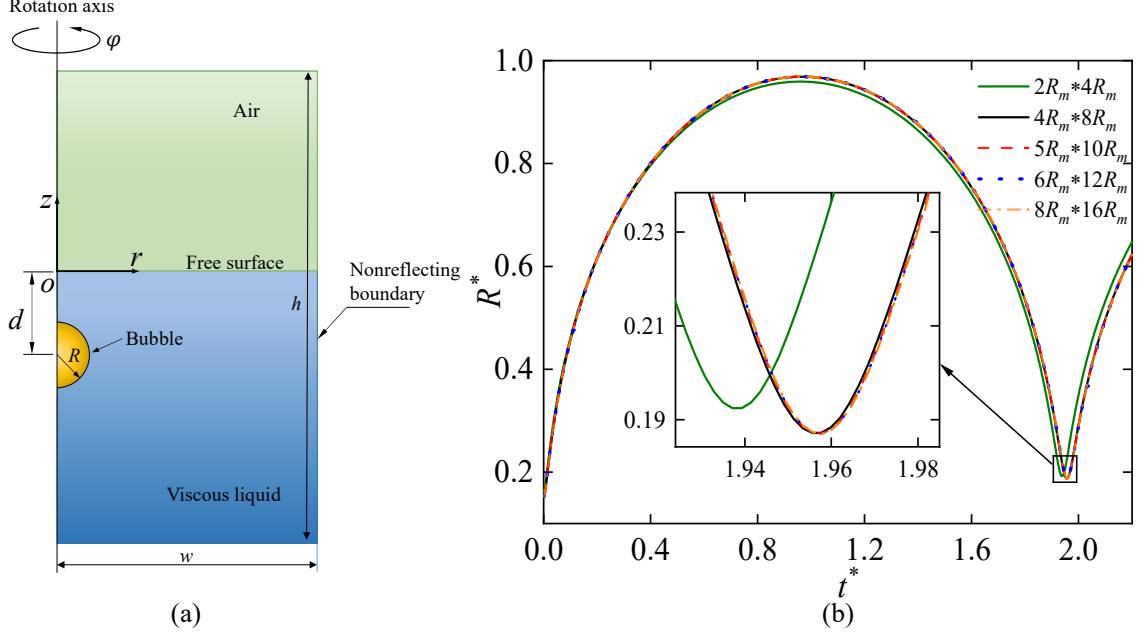 Rotation axis
φ
Air
z
r
Free surface
o
h
Nonreflecting
boundary
d
Bubble
R
Viscous liquid
w
(a)
1.0
0.8
0.6
0.4
0.2
R*
2Rm*4Rm
4Rm*8Rm
5Rm*10Rm
6Rm*12Rm
8Rm*16Rm
0.23
0.21
0.19
1.94 1.96 1.98
0.0 0.4 0.8 1.2 1.6 2.0
t*
(b)